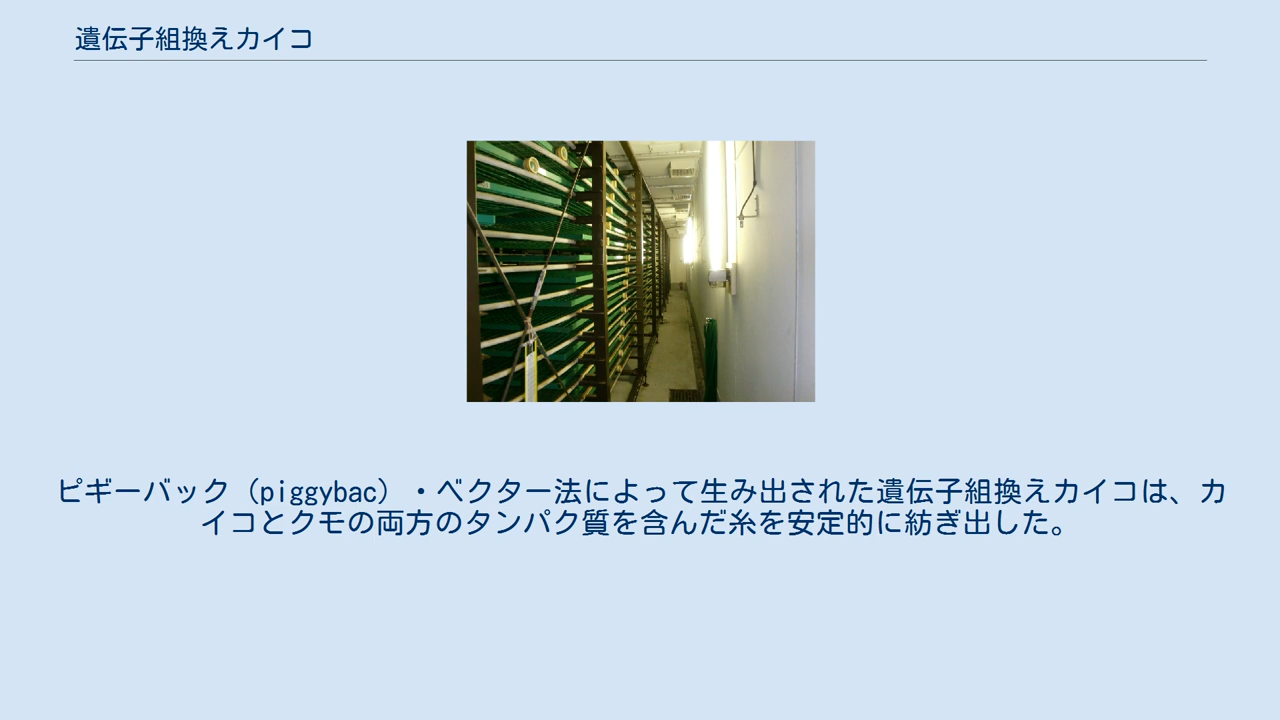 遺伝子組換えカイコ
ピギーバック（piggybac）・ベクター法によって生み出された遺伝子組換えカイコは、カ
イコとクモの両方のタンパク質を含んだ糸を安定的に紡ぎ出した。